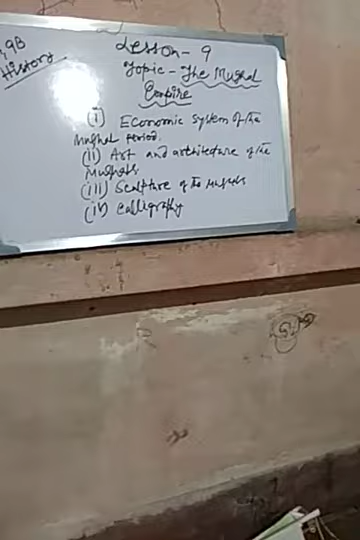 9B
History
Lesson - 9
Topic - The Mughal
Empire
(i) Economic System of the
Mughal Period.
(ii) Art and architecture of the
Mughals
(iii) Sculpture of the Mughals
(iv) Calligraphy